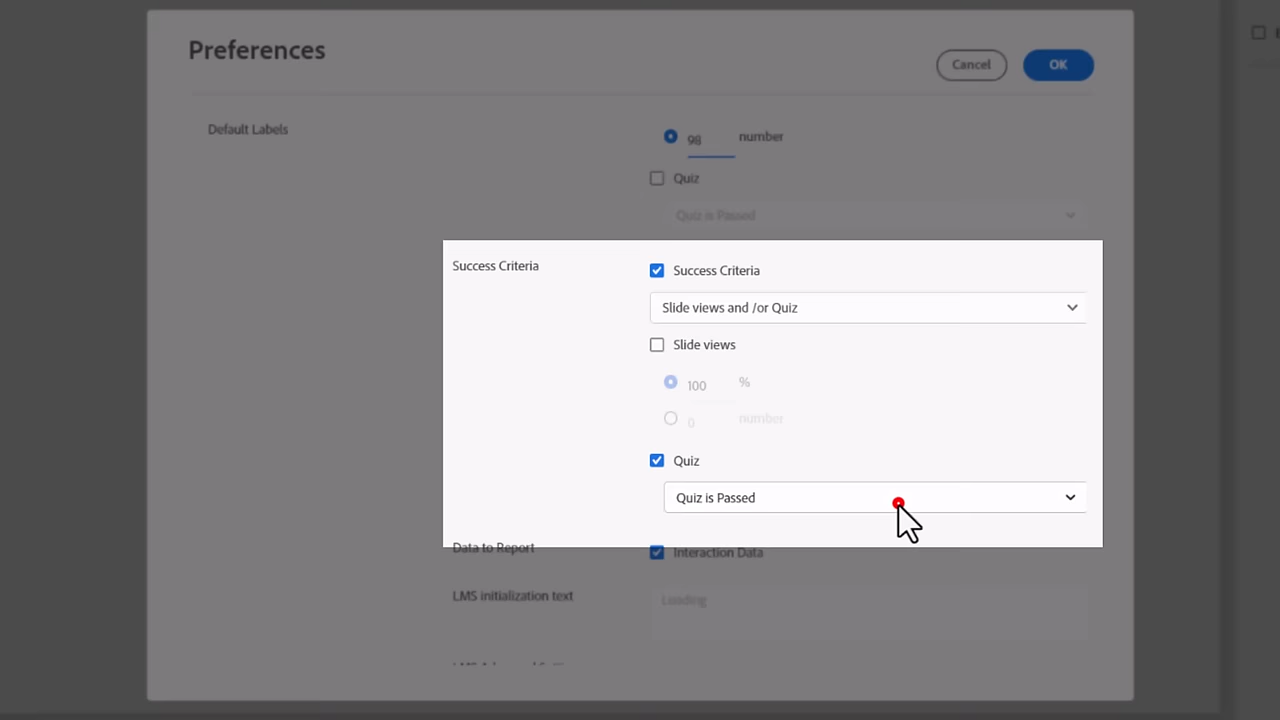 Preferences
Cancel
OK
Default Labels
98 number
Quiz
Quiz is Passed
Success Criteria
Success Criteria
Slide views and /or Quiz
Slide views
100 %
0 number
Quiz
Quiz is Passed
Data to Report
Interaction Data
LMS initialization text
Loading